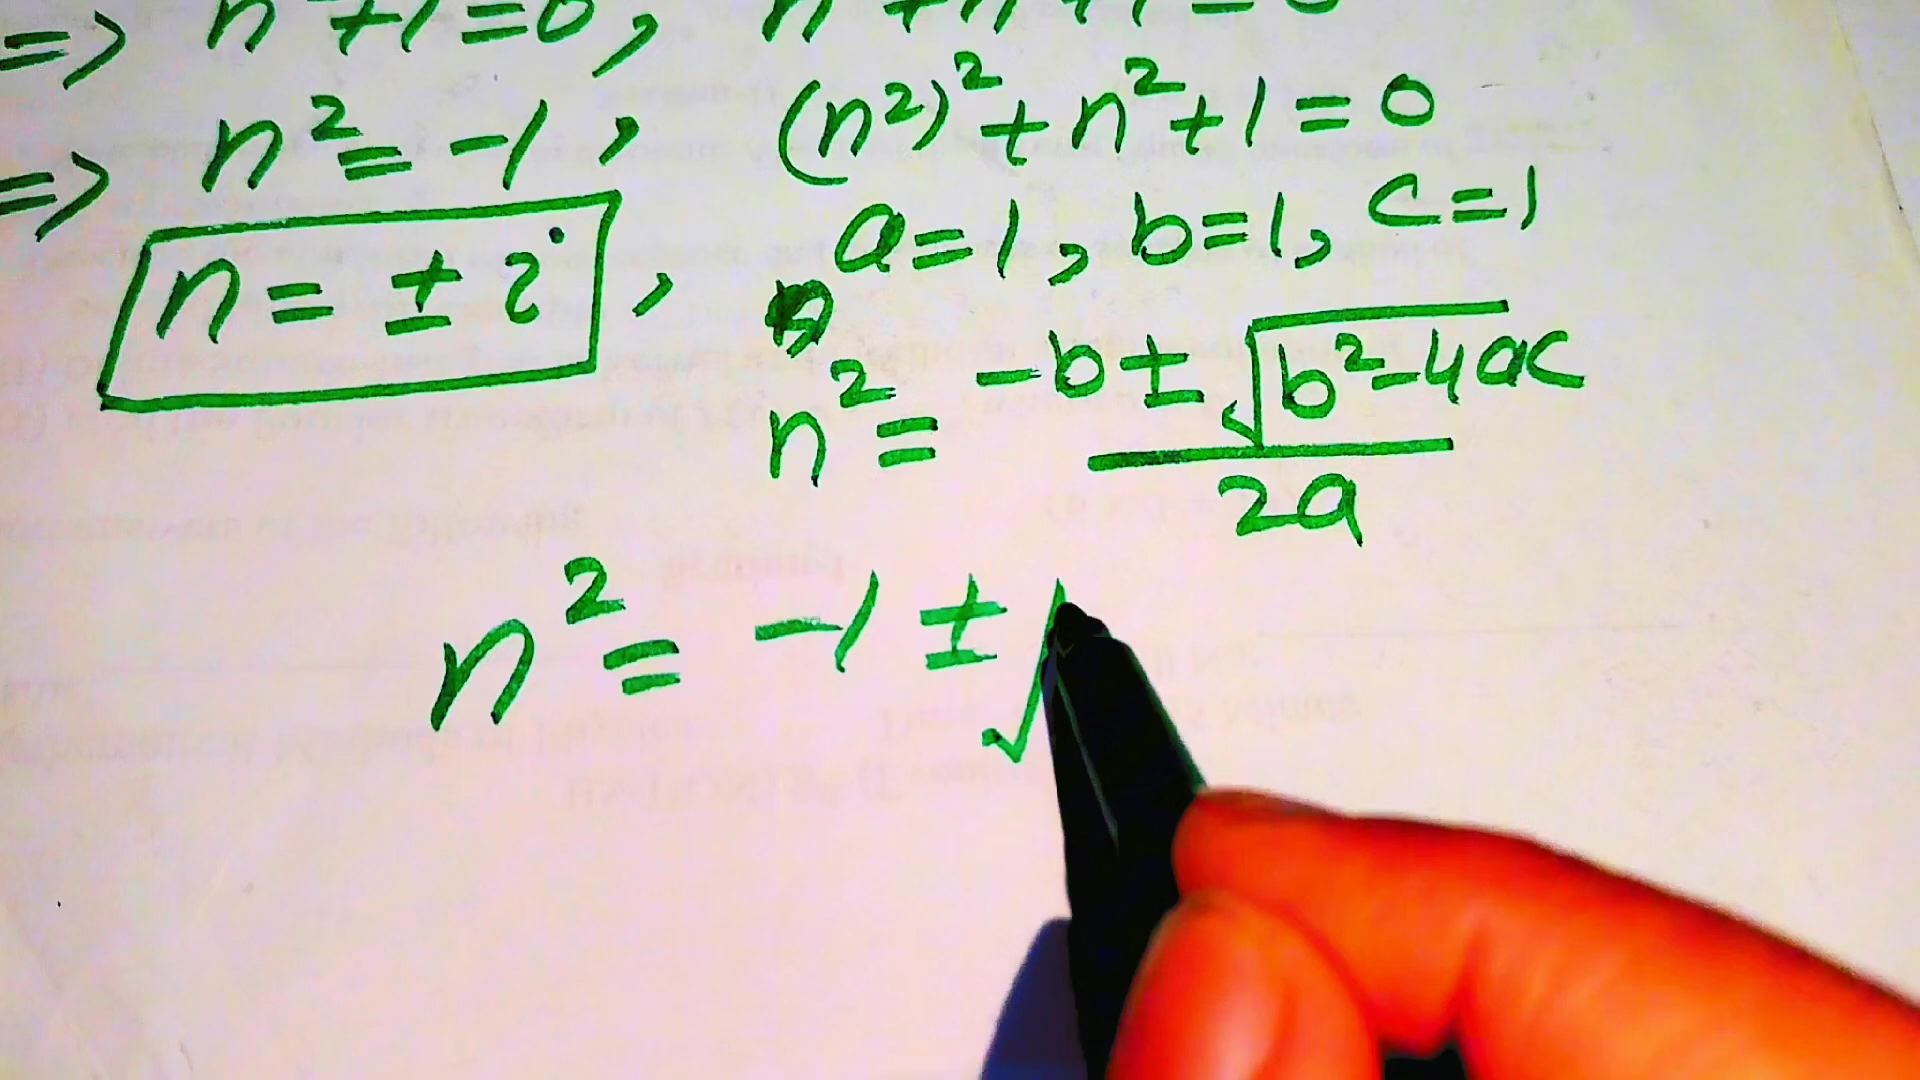 => n²+1=0, n⁴+n²+1=0
=> n² = -1, (n²)²+n²+1=0
a=1, b=1, c=1
n = ± i,
n² = -b ± √b²-4ac
2a
n² = -1 ± √